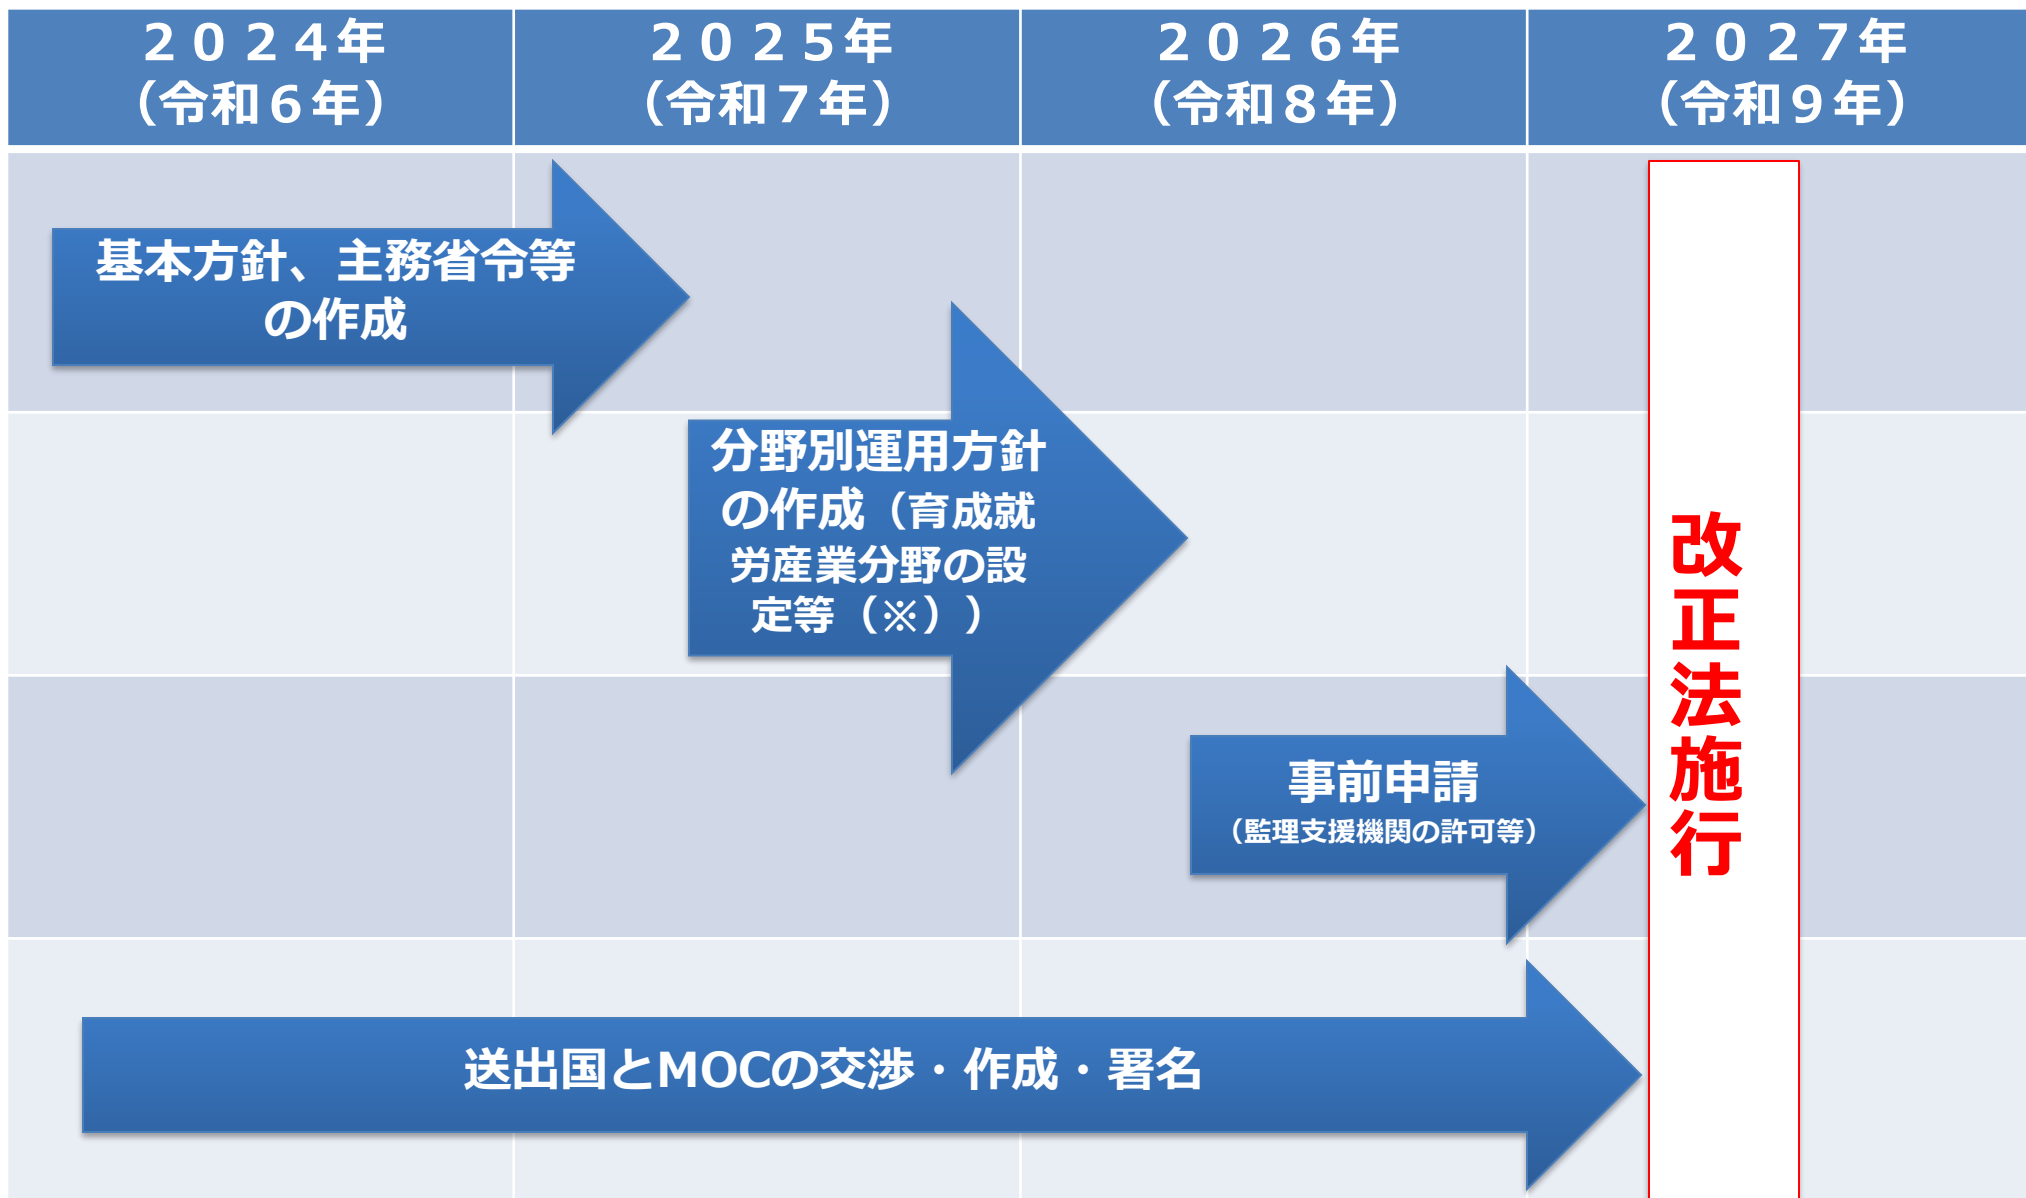 ２０２４年
（令和６年）
２０２５年
（令和７年）
２０２６年
（令和８年）
２０２７年
（令和９年）
基本方針、主務省令等
の作成
分野別運用方針
の作成（育成就
労産業分野の設
定等（※））
事前申請
（監理支援機関の許可等）
送出国とMOCの交渉・作成・署名
改正法施行